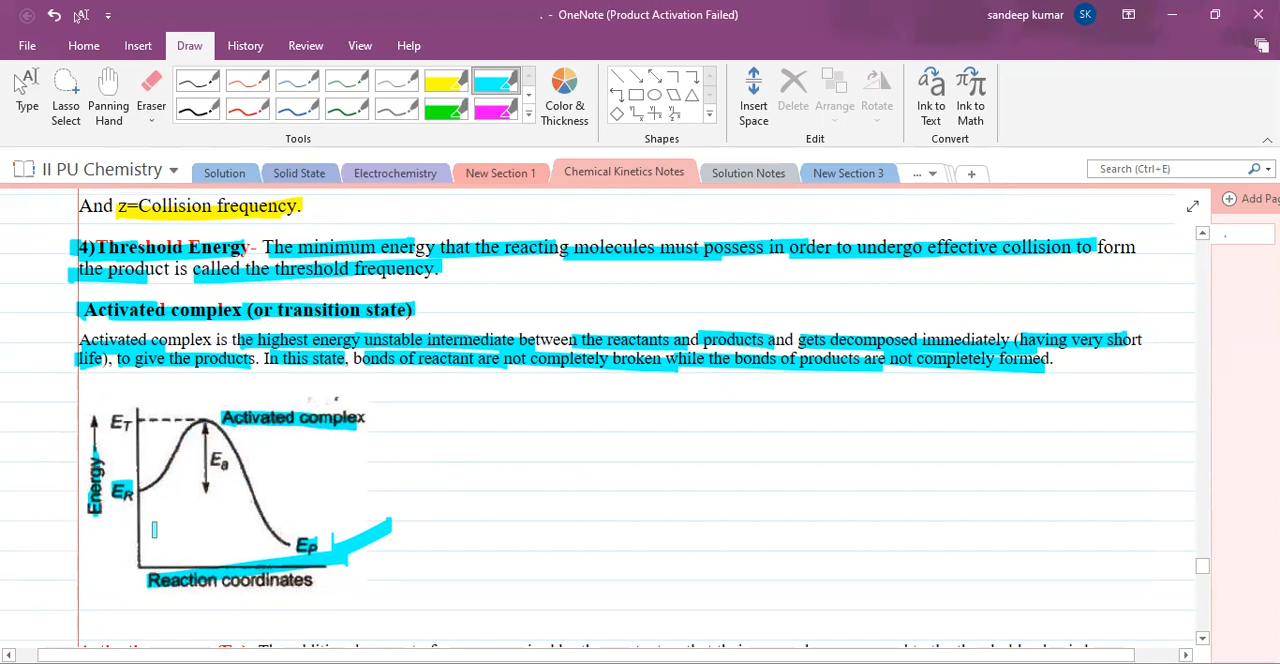 . - OneNote (Product Activation Failed)
sandeep kumar SK
File Home Insert Draw History Review View Help
Type
Lasso Select
Panning Hand
Eraser
Color & Thickness
Insert Space
Delete
Arrange
Rotate
Ink to Text
Ink to Math
Tools
Shapes
Edit
Convert
II PU Chemistry
Solution
Solid State
Electrochemistry
New Section 1
Chemical Kinetics Notes
Solution Notes
New Section 3
...
+
Search (Ctrl+E)
Add Pag
And z=Collision frequency.
4)Threshold Energy- The minimum energy that the reacting molecules must possess in order to undergo effective collision to form
the product is called the threshold frequency.
Activated complex (or transition state)
Activated complex is the highest energy unstable intermediate between the reactants and products and gets decomposed immediately (having very short
life), to give the products. In this state, bonds of reactant are not completely broken while the bonds of products are not completely formed.
E_T
Activated complex
E_a
Energy
E_R
E_P
Reaction coordinates